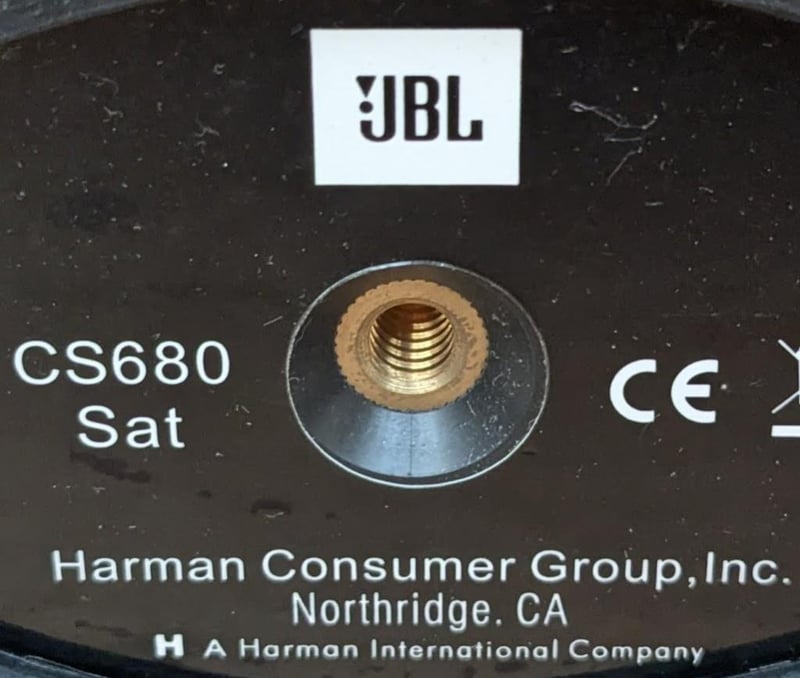 JBL
CS680
Sat
CE
Harman Consumer Group,Inc.
Northridge. CA
H A Harman International Company